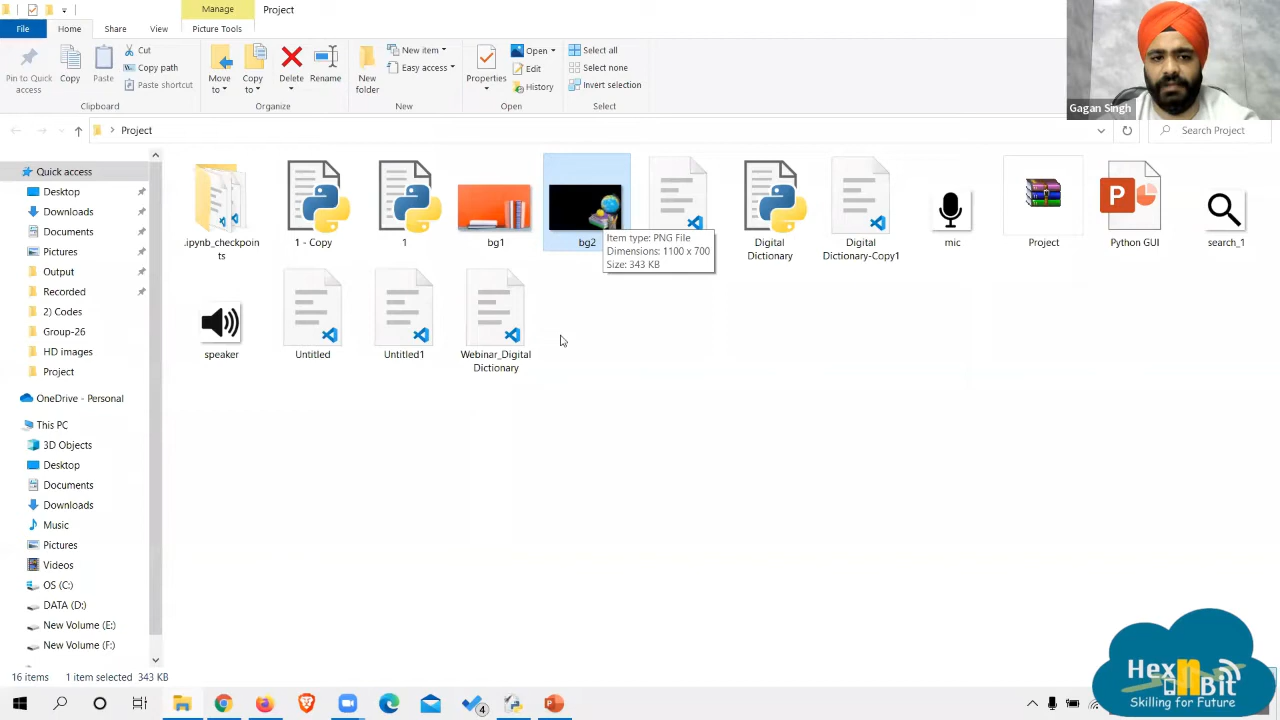 Manage
Project
File
Home
Share
View
Picture Tools
Pin to Quick access
Copy
Paste
Cut
Copy path
Paste shortcut
Move to
Copy to
Delete
Rename
New folder
New item
Easy access
Properties
Open
Edit
History
Select all
Select none
Invert selection
Clipboard
Organize
New
Open
Select
Gagan Singh
Project
Search Project
Quick access
Desktop
Downloads
Documents
Pictures
Output
Recorded
2) Codes
Group-26
HD images
Project
OneDrive - Personal
This PC
3D Objects
Desktop
Documents
Downloads
Music
Pictures
Videos
OS (C:)
DATA (D:)
New Volume (E:)
New Volume (F:)
.ipynb_checkpoin
ts
1 - Copy
1
bg1
bg2
Item type: PNG File
Dimensions: 1100 x 700
Size: 343 KB
Digital
Dictionary
Digital
Dictionary-Copy1
mic
Project
P
Python GUI
search_1
speaker
Untitled
Untitled1
Webinar_Digital
Dictionary
16 items
1 item selected 343 KB
4
P
Hex n Bit
Skilling for Future